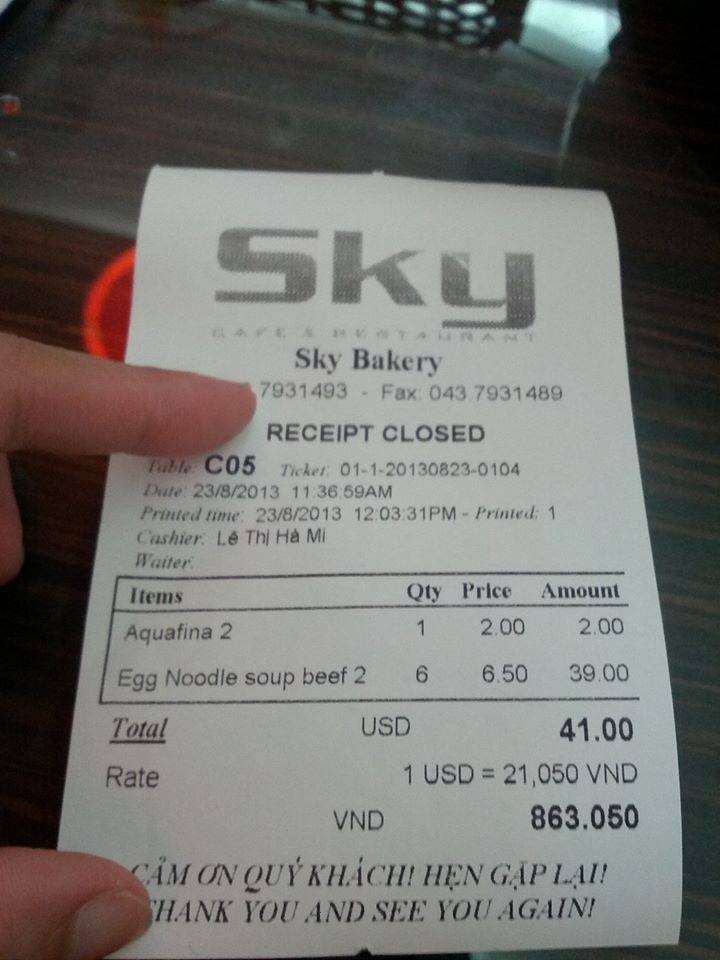 Sky
CAFE & RESTAURANT
Sky Bakery
7931493 - Fax: 043 7931489
RECEIPT CLOSED
Table: C05 Ticket: 01-1-20130823-0104
Date: 23/8/2013 11:36:59AM
Printed time: 23/8/2013 12:03:31PM - Printed: 1
Cashier: Lê Thị Hà Mi
Waiter:
Items Qty Price Amount
Aquafina 2 1 2.00 2.00
Egg Noodle soup beef 2 6 6.50 39.00
Total USD 41.00
Rate 1 USD = 21,050 VND
VND 863.050
CẢM ƠN QUÝ KHÁCH! HẸN GẶP LẠI!
THANK YOU AND SEE YOU AGAIN!